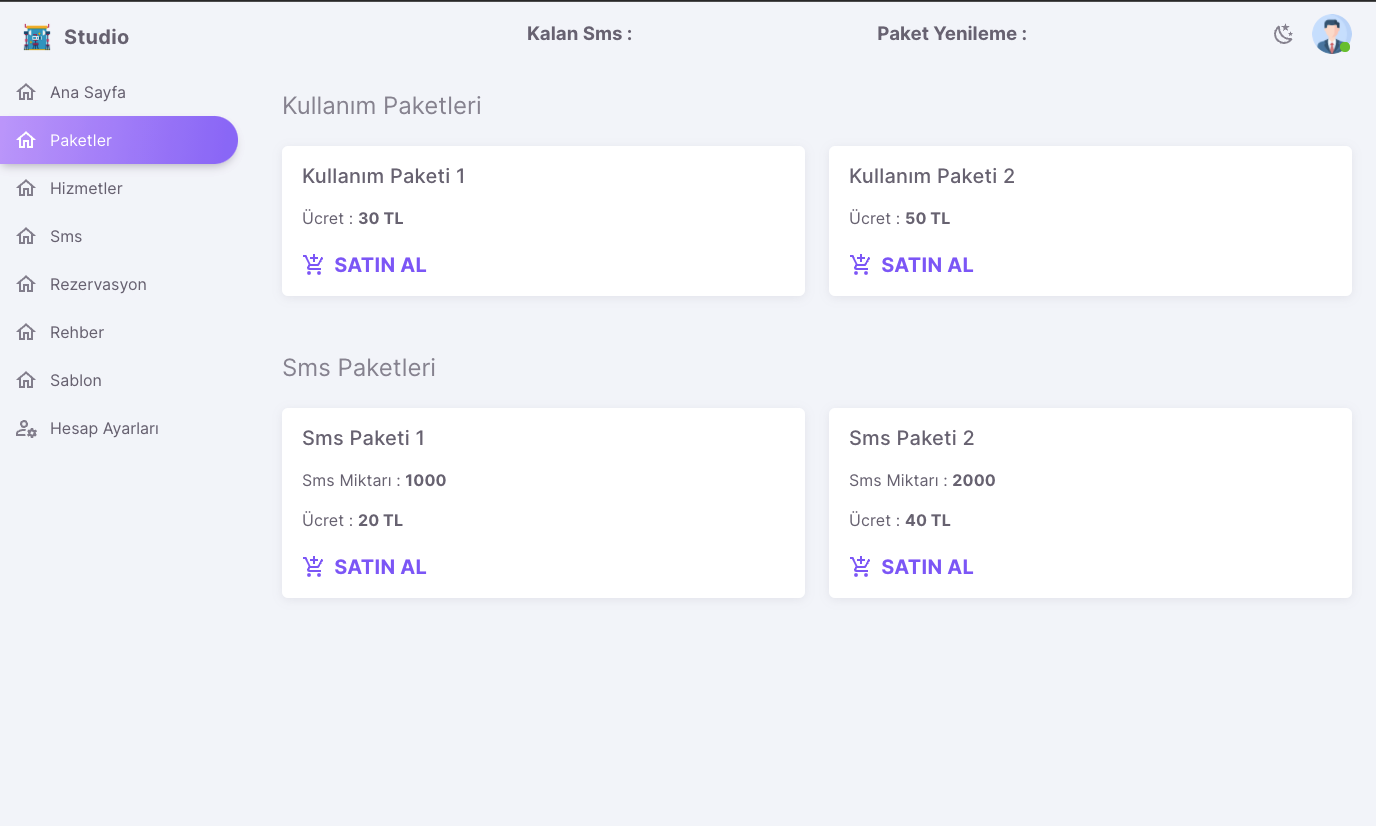 Studio
Kalan Sms :
Paket Yenileme :
Ana Sayfa
Paketler
Hizmetler
Sms
Rezervasyon
Rehber
Sablon
Hesap Ayarları
Kullanım Paketleri
Kullanım Paketi 1
Ücret : 30 TL
SATIN AL
Kullanım Paketi 2
Ücret : 50 TL
SATIN AL
Sms Paketleri
Sms Paketi 1
Sms Miktarı : 1000
Ücret : 20 TL
SATIN AL
Sms Paketi 2
Sms Miktarı : 2000
Ücret : 40 TL
SATIN AL